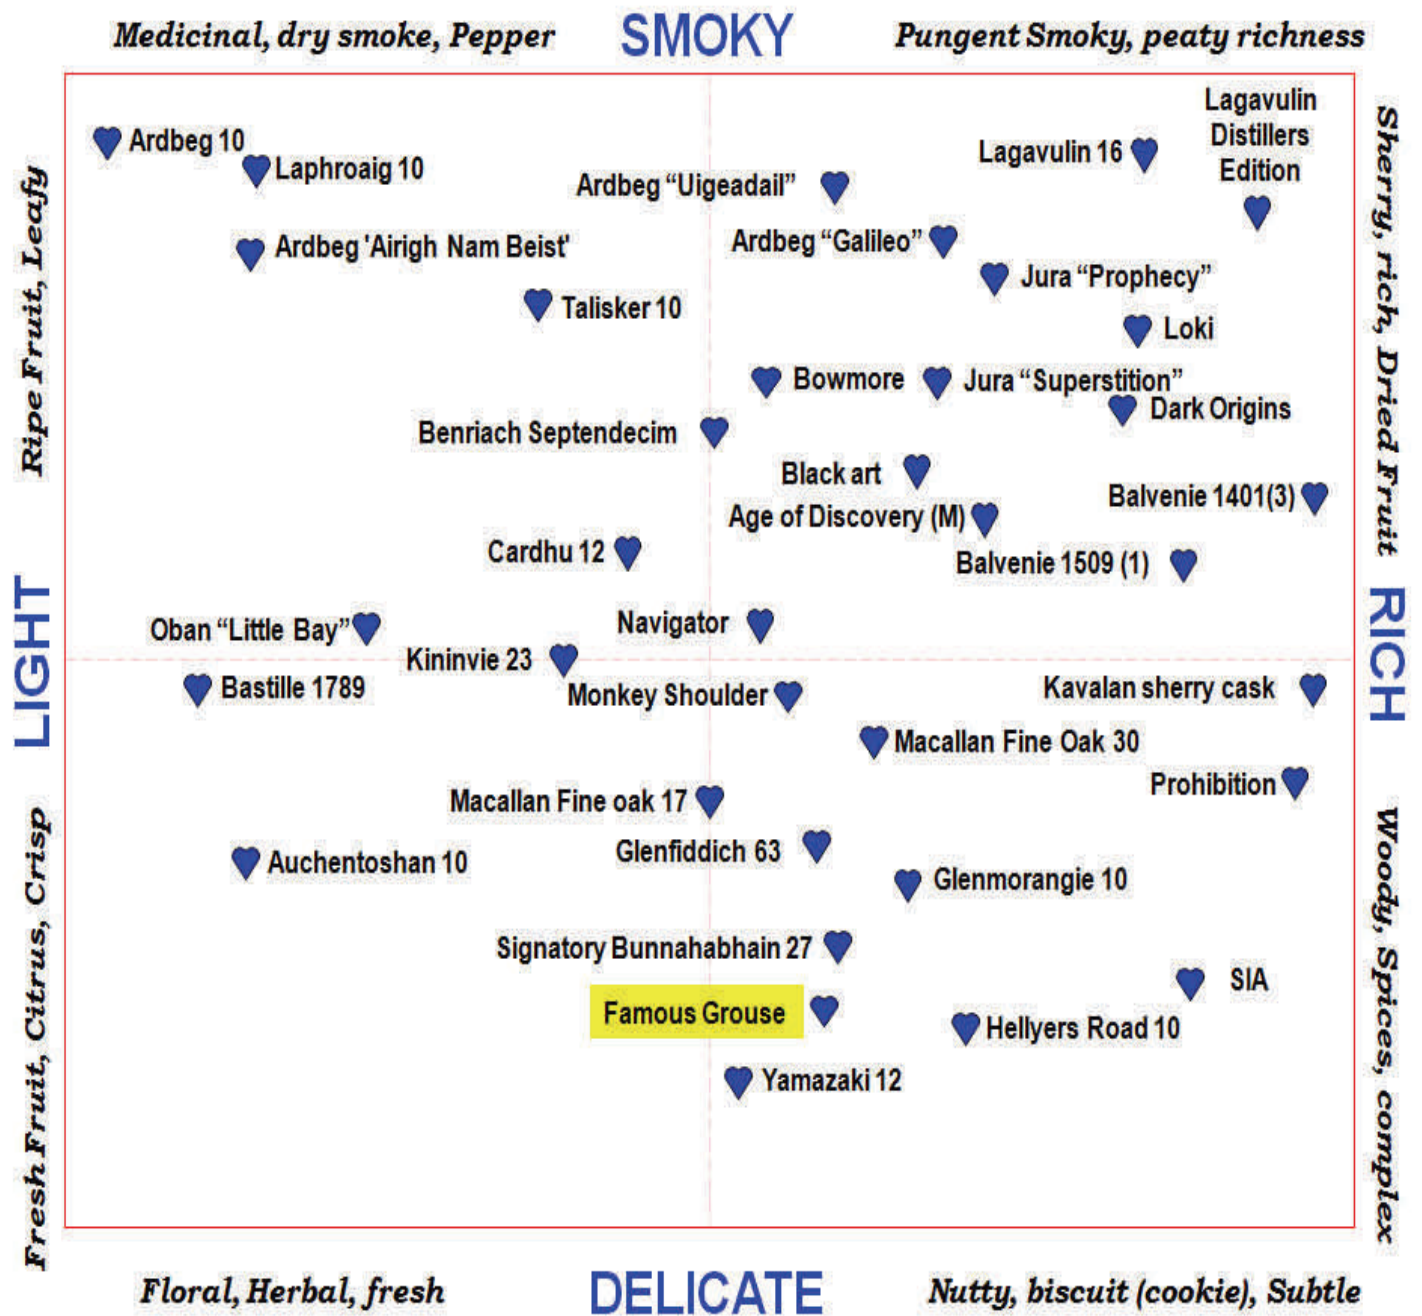 Medicinal, dry smoke, Pepper
SMOKY
Pungent Smoky, peaty richness
Lagavulin
Distillers
Edition
Ardbeg 10
Lagavulin 16
Laphroaig 10
Ardbeg “Uigeadail”
Ardbeg “Galileo”
Ardbeg 'Airigh Nam Beist'
Jura “Prophecy”
Talisker 10
Loki
Bowmore
Jura “Superstition”
Dark Origins
Benriach Septendecim
Black art
Balvenie 1401(3)
Age of Discovery (M)
Cardhu 12
Balvenie 1509 (1)
Navigator
Oban “Little Bay”
Kininvie 23
Bastille 1789
Monkey Shoulder
Kavalan sherry cask
Macallan Fine Oak 30
Prohibition
Macallan Fine oak 17
Glenfiddich 63
Auchentoshan 10
Glenmorangie 10
Signatory Bunnahabhain 27
SIA
Famous Grouse
Hellyers Road 10
Yamazaki 12
Ripe Fruit, Leafy
LIGHT
Fresh Fruit, Citrus, Crisp
Sherry, rich, Dried Fruit
RICH
Woody, Spices, complex
Floral, Herbal, fresh
DELICATE
Nutty, biscuit (cookie), Subtle